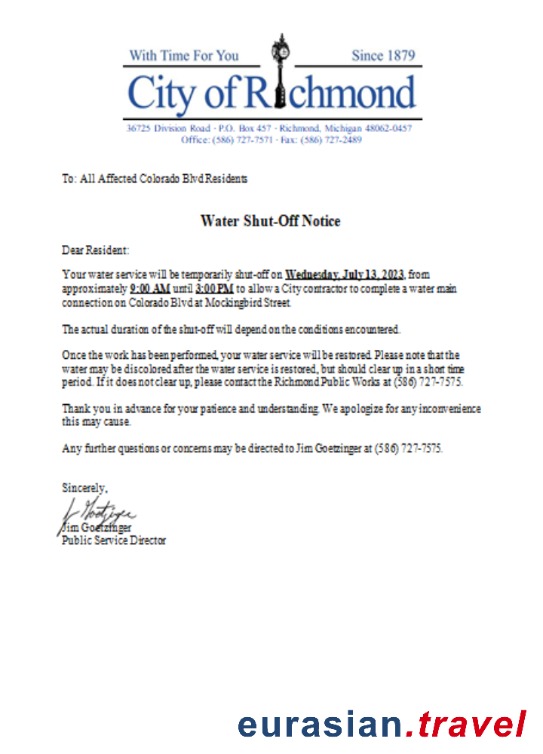 With Time For You Since 1879
City of Richmond
36725 Division Road · P.O. Box 457 · Richmond, Michigan 48062-0457
Office: (586) 727-7571 · Fax: (586) 727-2489
To: All Affected Colorado Blvd Residents
Water Shut-Off Notice
Dear Resident:
Your water service will be temporarily shut-off on Wednesday, July 13, 2023, from
approximately 9:00 AM until 3:00 PM to allow a City contractor to complete a water main
connection on Colorado Blvd at Mockingbird Street.
The actual duration of the shut-off will depend on the conditions encountered.
Once the work has been performed, your water service will be restored. Please note that the
water may be discolored after the water service is restored, but should clear up in a short time
period. If it does not clear up, please contact the Richmond Public Works at (586) 727-7575.
Thank you in advance for your patience and understanding. We apologize for any inconvenience
this may cause.
Any further questions or concerns may be directed to Jim Goetzinger at (586) 727-7575.
Sincerely,
Jim Goetzinger
Public Service Director
eurasian.travel